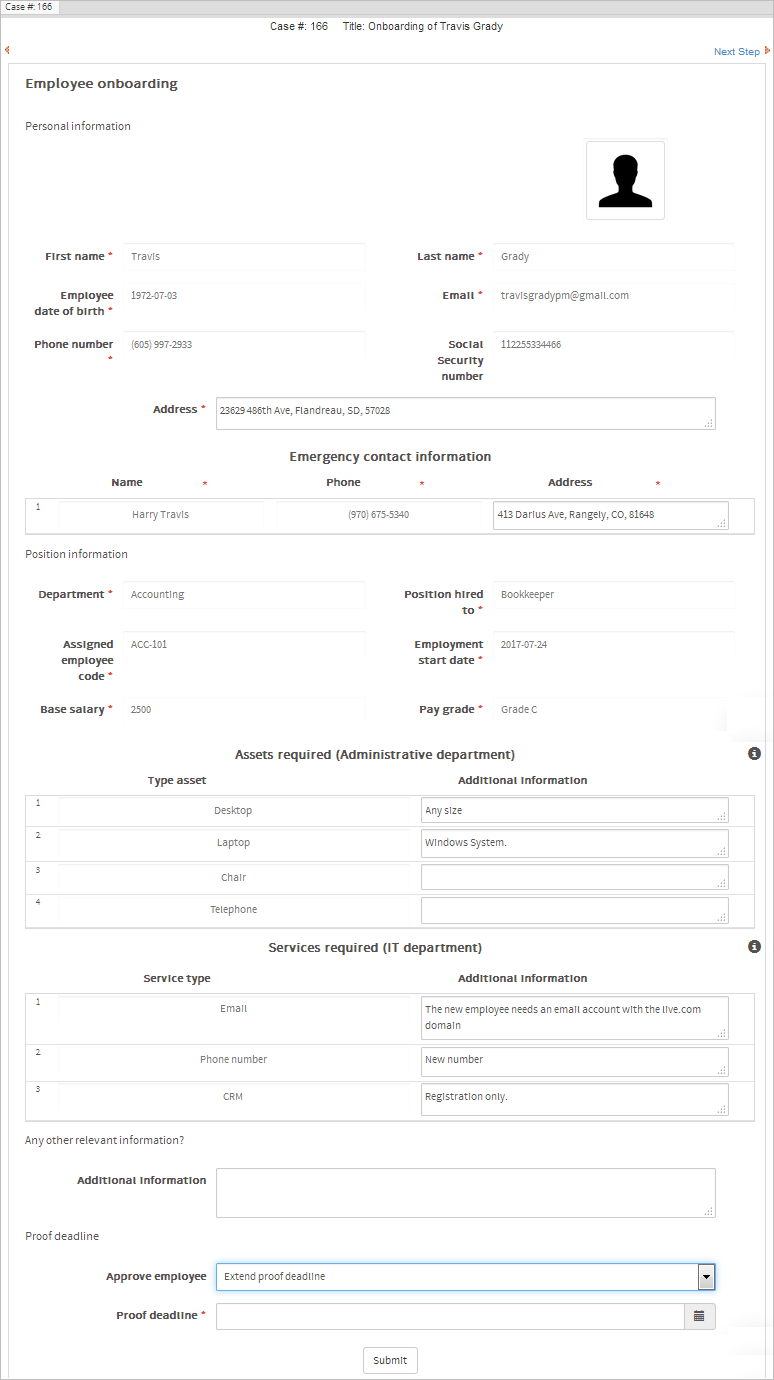 Case #: 166
Case #: 166 Title: Onboarding of Travis Grady
Next Step
Employee onboarding
Personal information
First name * Travis Last name * Grady
Employee date of birth * 1972-07-03 Email * travisgradypm@gmail.com
Phone number * (605) 997-2933 Social Security number 112255334466
Address * 23629 486th Ave, Flandreau, SD, 57028
Emergency contact information
Name * Phone * Address *
1 Harry Travis (970) 675-5340 413 Darius Ave, Rangely, CO, 81648
Position information
Department * Accounting Position hired to * Bookkeeper
Assigned employee code * ACC-101 Employment start date * 2017-07-24
Base salary * 2500 Pay grade * Grade C
Assets required (Administrative department)
Type asset Additional information
1 Desktop Any size
2 Laptop Windows System.
3 Chair
4 Telephone
Services required (IT department)
Service type Additional information
1 Email The new employee needs an email account with the live.com
domain
2 Phone number New number
3 CRM Registration only.
Any other relevant information?
Additional information
Proof deadline
Approve employee Extend proof deadline
Proof deadline *
Submit